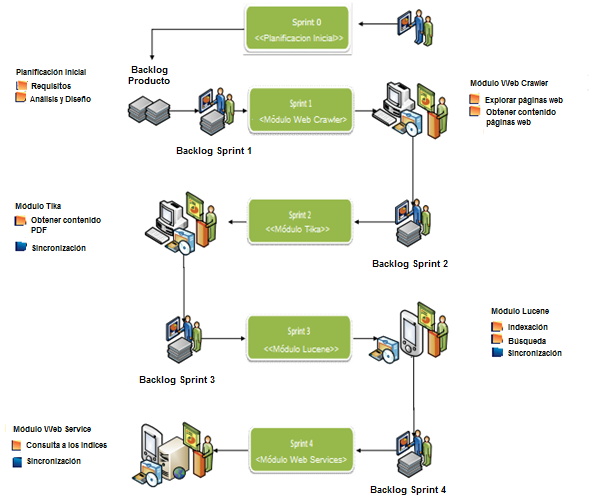 Sprint 0
<<Planificacion Inicial>>
Planificación Inicial
Requisitos
Análisis y Diseño
Backlog
Producto
Sprint 1
<Módulo Web Crawler>
Backlog Sprint 1
Módulo Web Crawler
Explorar páginas web
Obtener contenido
páginas web
Módulo Tika
Obtener contenido
PDF
Sincronización
Sprint 2
<<Módulo Tika>>
Backlog Sprint 2
Backlog Sprint 3
Sprint 3
<<Módulo Lucene>>
Módulo Lucene
Indexación
Búsqueda
Sincronización
Módulo Web Service
Consulta a los índices
Sincronización
Sprint 4
<<Módulo Web Services>
Backlog Sprint 4